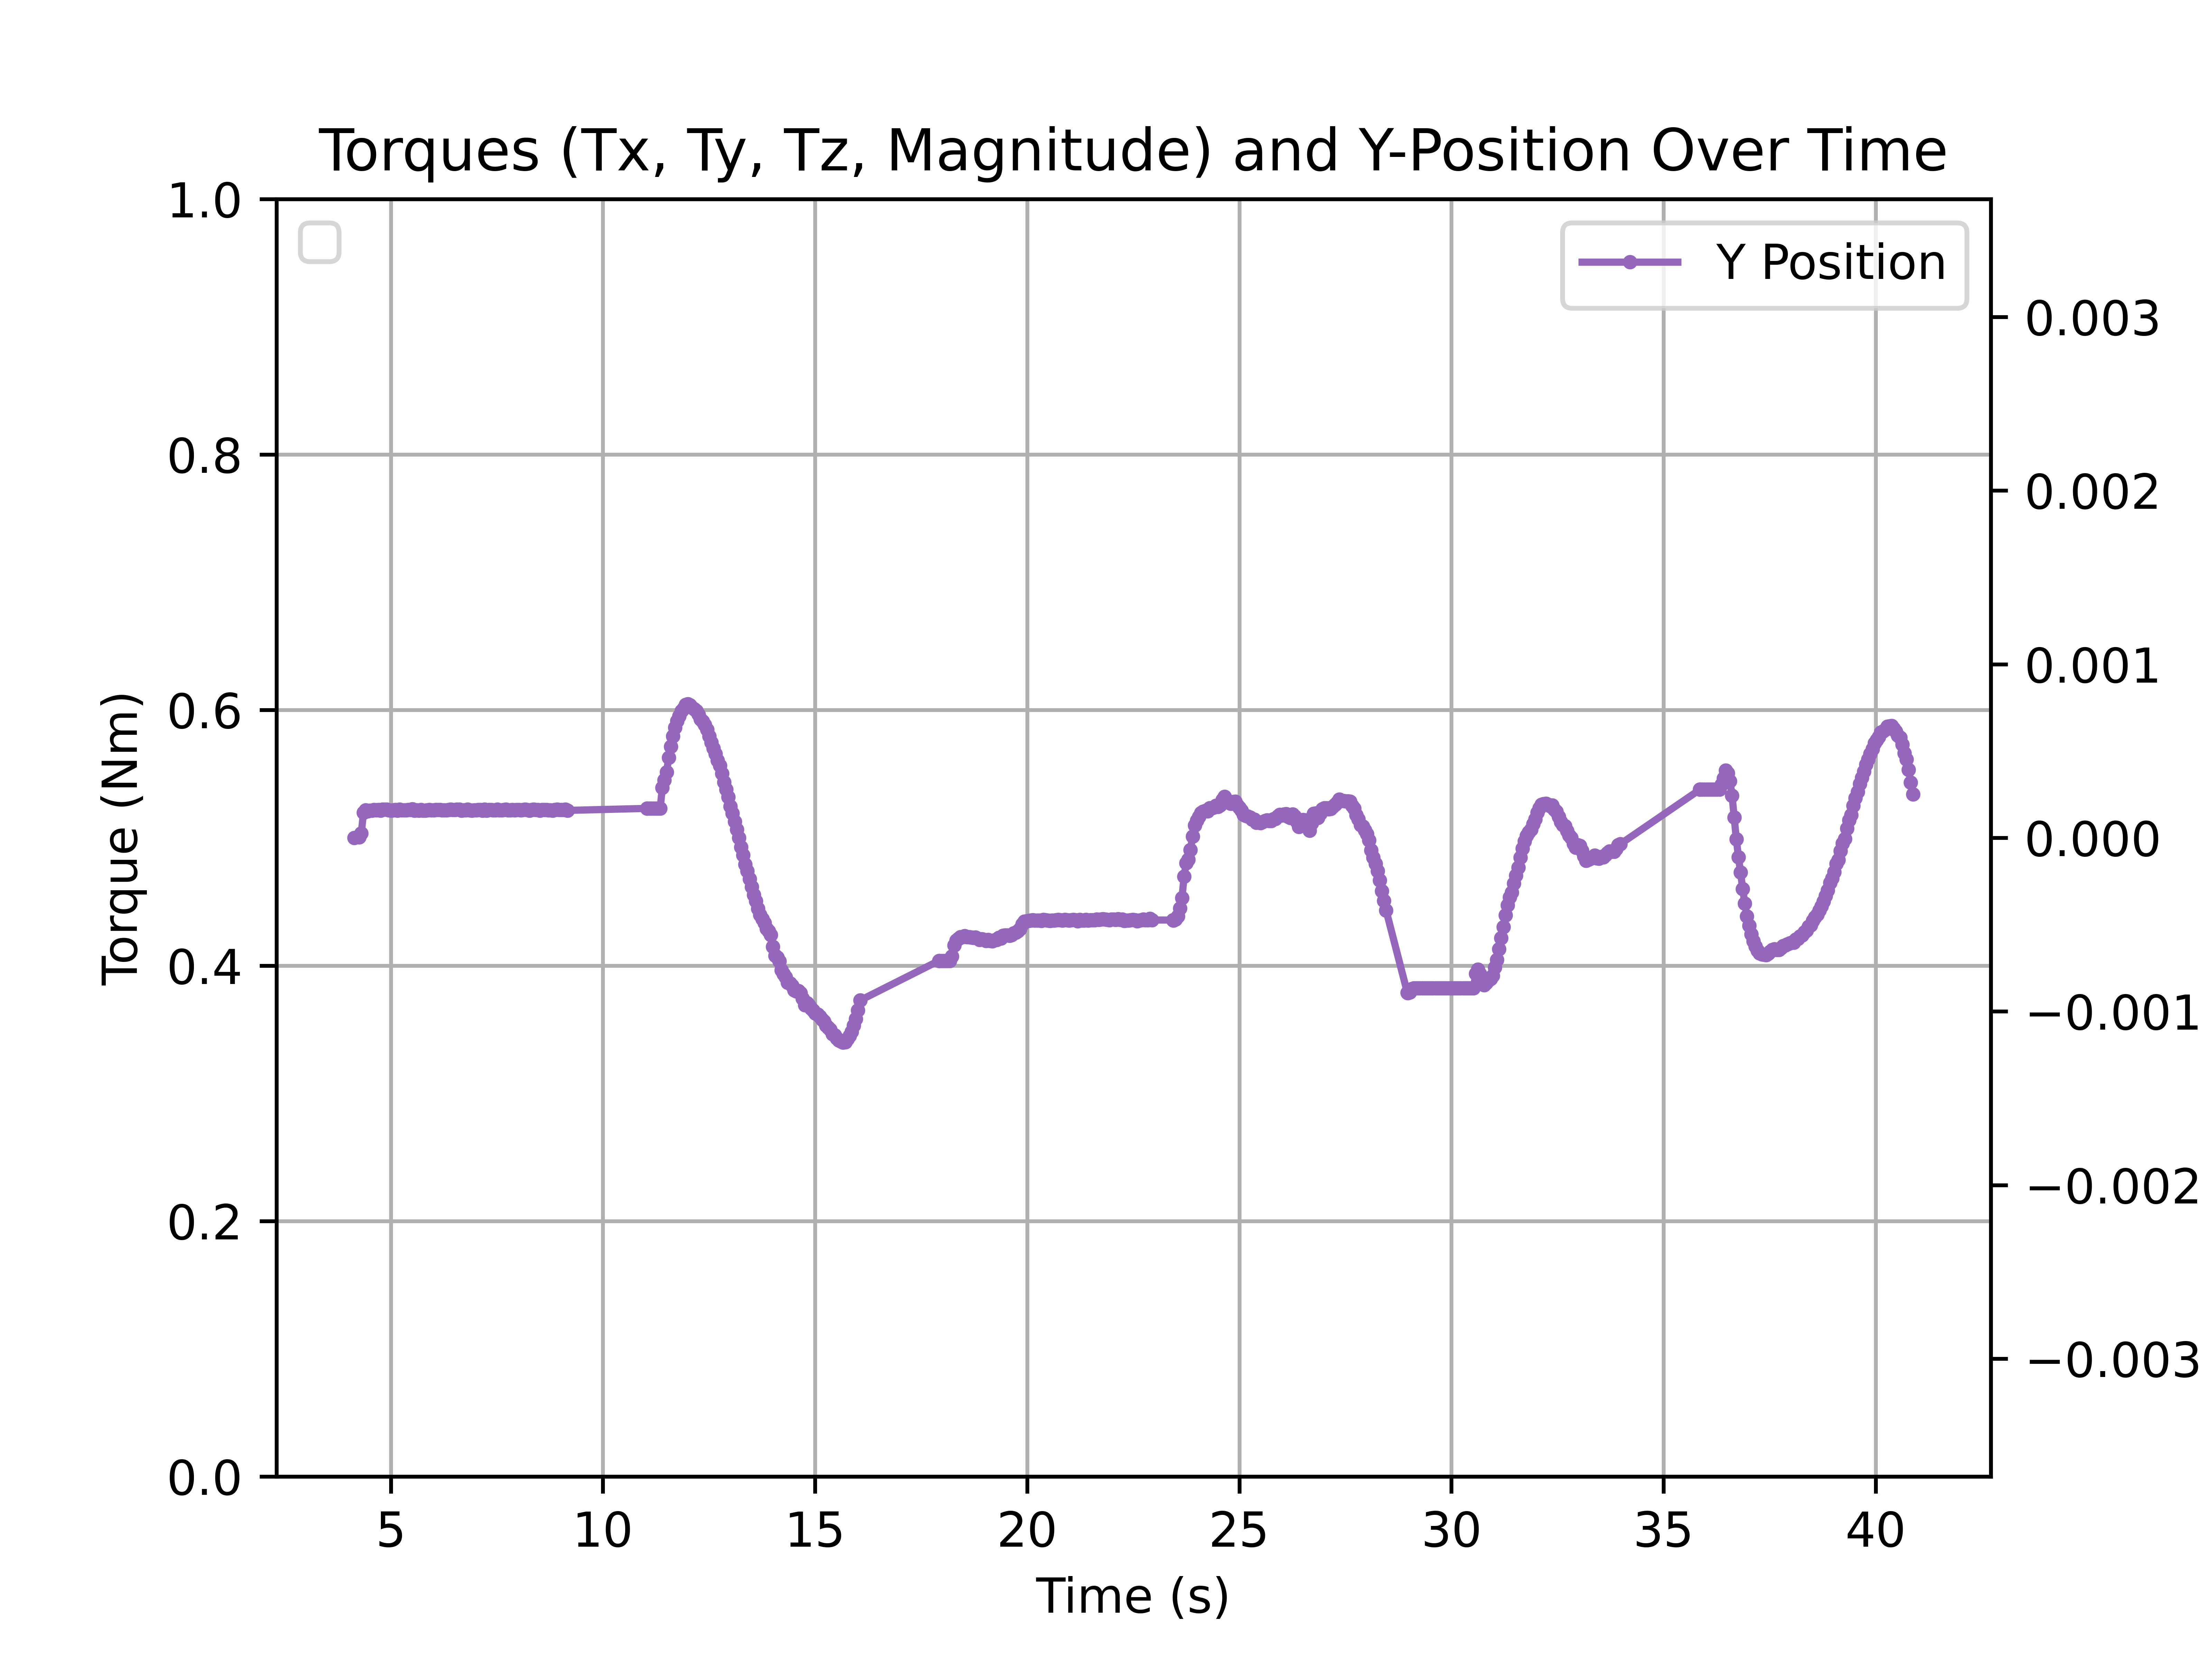 Torques (Tx, Ty, Tz, Magnitude) and Y-Position Over Time
Y Position
Torque (Nm)
1.0
0.8
0.6
0.4
0.2
0.0
0.003
0.002
0.001
0.000
−0.001
−0.002
−0.003
5 10 15 20 25 30 35 40
Time (s)